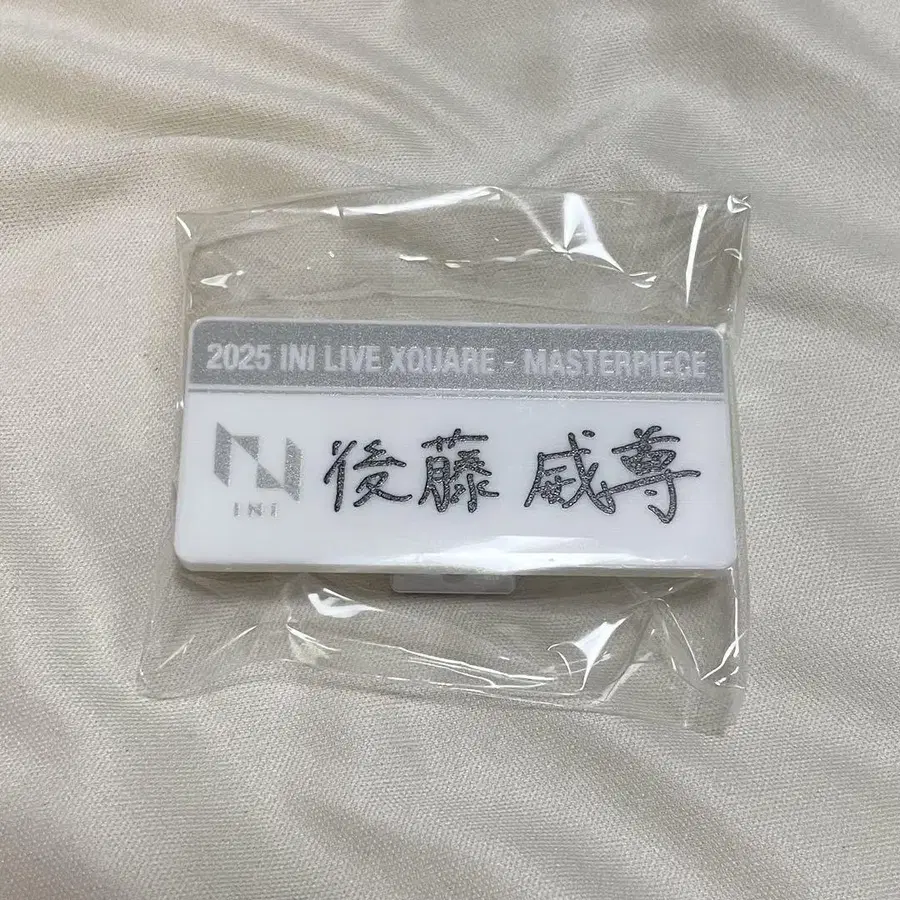 2025 INI LIVE XQUARE - MASTERPIECE
INI
後藤 威尊